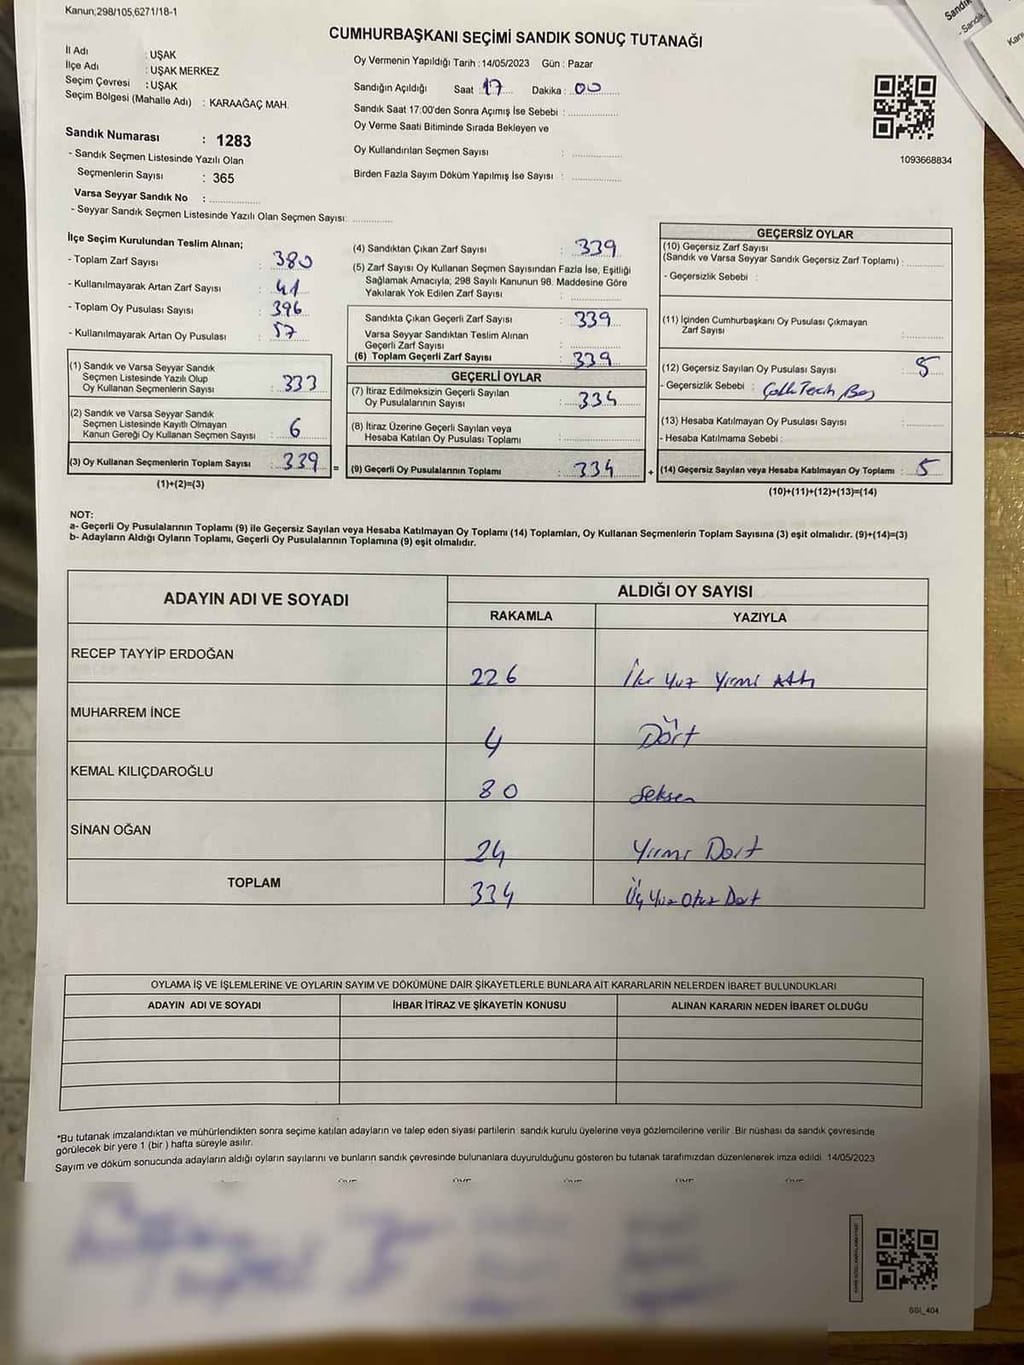 Kanun;298/105,6271/18-1
CUMHURBAŞKANI SEÇİMİ SANDIK SONUÇ TUTANAĞI
İl Adı : UŞAK
İlçe Adı : UŞAK MERKEZ
Seçim Çevresi : UŞAK
Seçim Bölgesi (Mahalle Adı) : KARAAĞAÇ MAH.
Sandık Numarası : 1283
- Sandık Seçmen Listesinde Yazılı Olan
Seçmenlerin Sayısı : 365
Varsa Seyyar Sandık No :
- Seyyar Sandık Seçmen Listesinde Yazılı Olan Seçmen Sayısı:
Oy Vermenin Yapıldığı Tarih : 14/05/2023 Gün : Pazar
Sandığın Açıldığı Saat : 17 Dakika : 00
Sandık Saat 17:00'den Sonra Açımış İse Sebebi :
Oy Verme Saati Bitiminde Sırada Bekleyen ve
Oy Kullandırılan Seçmen Sayısı :
Birden Fazla Sayım Döküm Yapılmış İse Sayısı :
1093668834
İlçe Seçim Kurulundan Teslim Alınan;
- Toplam Zarf Sayısı : 380
- Kullanılmayarak Artan Zarf Sayısı : 41
- Toplam Oy Pusulası Sayısı : 396
- Kullanılmayarak Artan Oy Pusulası : 57
(1) Sandık ve Varsa Seyyar Sandık
Seçmen Listesinde Yazılı Olup
Oy Kullanan Seçmenlerin Sayısı : 333
(2) Sandık ve Varsa Seyyar Sandık
Seçmen Listesinde Kayıtlı Olmayan
Kanun Gereği Oy Kullanan Seçmen Sayısı : 6
(3) Oy Kullanan Seçmenlerin Toplam Sayısı : 339 =
(1)+(2)=(3)
(4) Sandıktan Çıkan Zarf Sayısı : 339
(5) Zarf Sayısı Oy Kullanan Seçmen Sayısından Fazla İse, Eşitliği
Sağlamak Amacıyla, 298 Sayılı Kanunun 98. Maddesine Göre
Yakılarak Yok Edilen Zarf Sayısı :
Sandıkta Çıkan Geçerli Zarf Sayısı : 339
Varsa Seyyar Sandıktan Teslim Alınan
Geçerli Zarf Sayısı :
(6) Toplam Geçerli Zarf Sayısı : 339
GEÇERLİ OYLAR
(7) İtiraz Edilmeksizin Geçerli Sayılan
Oy Pusulalarının Sayısı : 334
(8) İtiraz Üzerine Geçerli Sayılan veya
Hesaba Katılan Oy Pusulası Toplamı :
(9) Geçerli Oy Pusulalarının Toplamı : 334 +
GEÇERSİZ OYLAR
(10) Geçersiz Zarf Sayısı
(Sandık ve Varsa Seyyar Sandık Geçersiz Zarf Toplamı) :
- Geçersizlik Sebebi :
(11) İçinden Cumhurbaşkanı Oy Pusulası Çıkmayan
Zarf Sayısı :
(12) Geçersiz Sayılan Oy Pusulası Sayısı : 5
- Geçersizlik Sebebi :
(13) Hesaba Katılmayan Oy Pusulası Sayısı :
- Hesaba Katılmama Sebebi :
(14) Geçersiz Sayılan veya Hesaba Katılmayan Oy Toplamı : 5
(10)+(11)+(12)+(13)=(14)
NOT:
a- Geçerli Oy Pusulalarının Toplamı (9) ile Geçersiz Sayılan veya Hesaba Katılmayan Oy Toplamı (14) Toplamları, Oy Kullanan Seçmenlerin Toplam Sayısına (3) eşit olmalıdır. (9)+(14)=(3)
b- Adayların Aldığı Oyların Toplamı, Geçerli Oy Pusulalarının Toplamına (9) eşit olmalıdır.
ADAYIN ADI VE SOYADI ALDIĞI OY SAYISI
RAKAMLA YAZIYLA
RECEP TAYYİP ERDOĞAN 226 İki Yüz Yirmi Altı
MUHARREM İNCE 4 Dört
KEMAL KILIÇDAROĞLU 80 Seksen
SİNAN OĞAN 24 Yirmi Dört
TOPLAM 334 Üç Yüz Otuz Dört
OYLAMA İŞ VE İŞLEMLERİNE VE OYLARIN SAYIM VE DÖKÜMÜNE DAİR ŞİKAYETLERLE BUNLARA AİT KARARLARIN NELERDEN İBARET BULUNDUKLARI
ADAYIN ADI VE SOYADI İHBAR İTİRAZ VE ŞİKAYETİN KONUSU ALINAN KARARIN NEDEN İBARET OLDUĞU
*Bu tutanak imzalandıktan ve mühürlendikten sonra seçime katılan adayların ve talep eden siyasi partilerin sandık kurulu üyelerine veya gözlemcilerine verilir. Bir nüshası da sandık çevresinde
görülecek bir yere 1 (bir) hafta süreyle asılır.
Sayım ve döküm sonucunda adayların aldığı oyların sayılarını ve bunların sandık çevresinde bulunanlara duyurulduğunu gösteren bu tutanak tarafımızdan düzenlenerek imza edildi. 14/05/2023
SSI_404